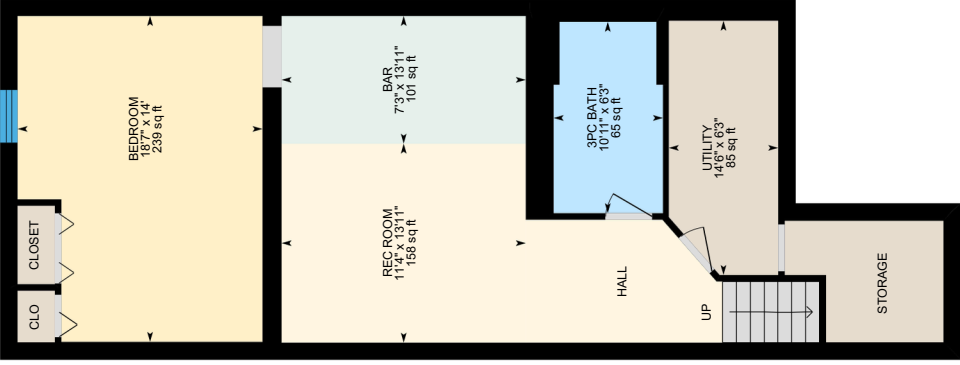 BEDROOM
18'7" x 14'
239 sq ft
CLOSET
CLO
BAR
7'3" x 13'11"
101 sq ft
REC ROOM
11'4" x 13'11"
158 sq ft
3PC BATH
10'11" x 6'3"
65 sq ft
UTILITY
14'6" x 6'3"
85 sq ft
HALL
UP
STORAGE